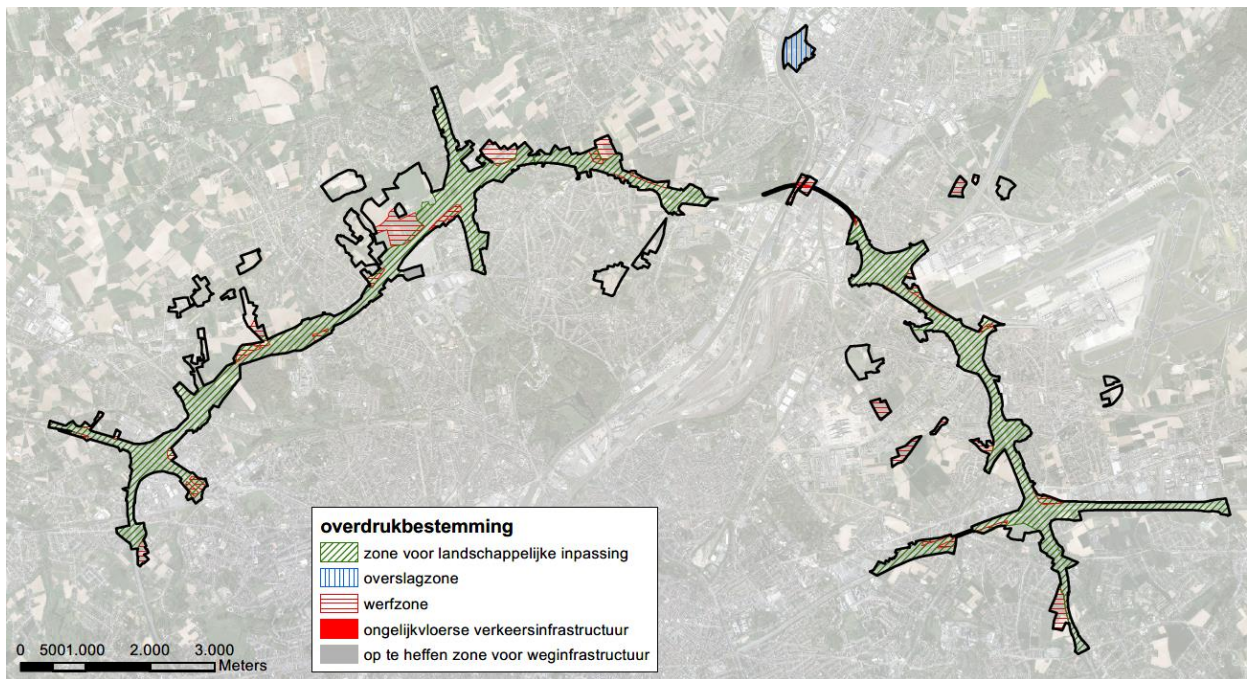 overdrukbestemming
zone voor landschappelijke inpassing
overslagzone
werfzone
ongelijkvloerse verkeersinfrastructuur
op te heffen zone voor weginfrastructuur
0 5001.000 2.000 3.000
Meters